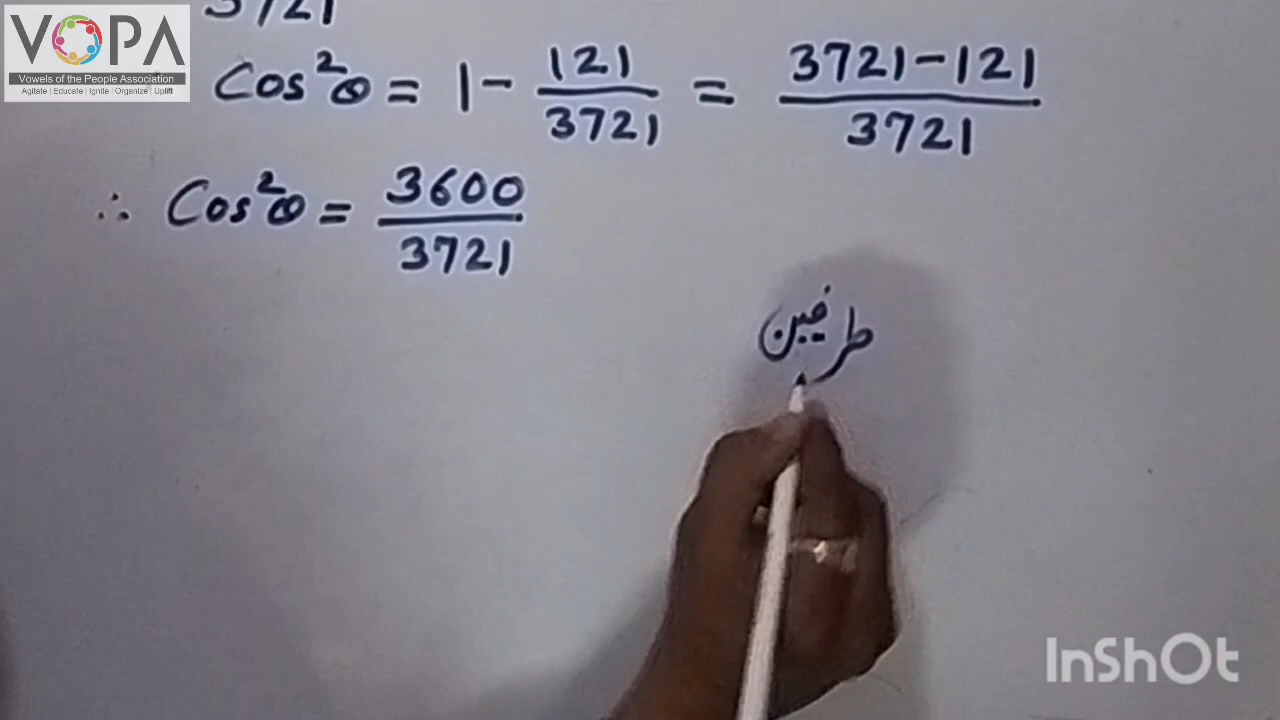 3721
VOPA
Vowels of the People Association
Agitate | Educate | Ignite | Organize | Uplift
Cos²θ = 1 - 121/3721 = 3721-121/3721
∴ Cos²θ = 3600/3721
طرفین
InShOt